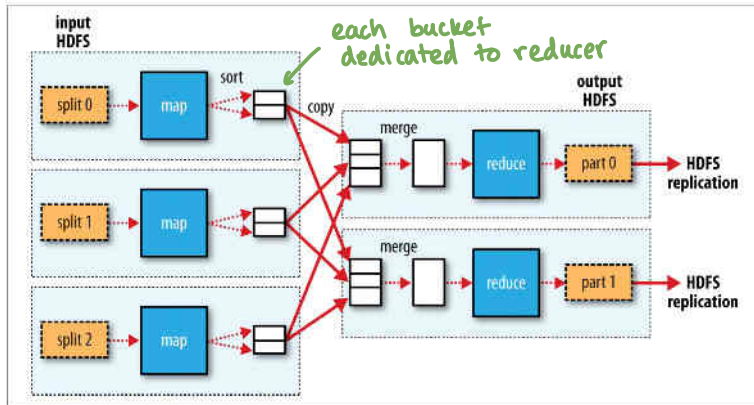 input
HDFS
each bucket
dedicated to reducer
sort
split 0
map
copy
output
HDFS
merge
reduce
part 0
HDFS
replication
split 1
map
merge
reduce
part 1
HDFS
replication
split 2
map